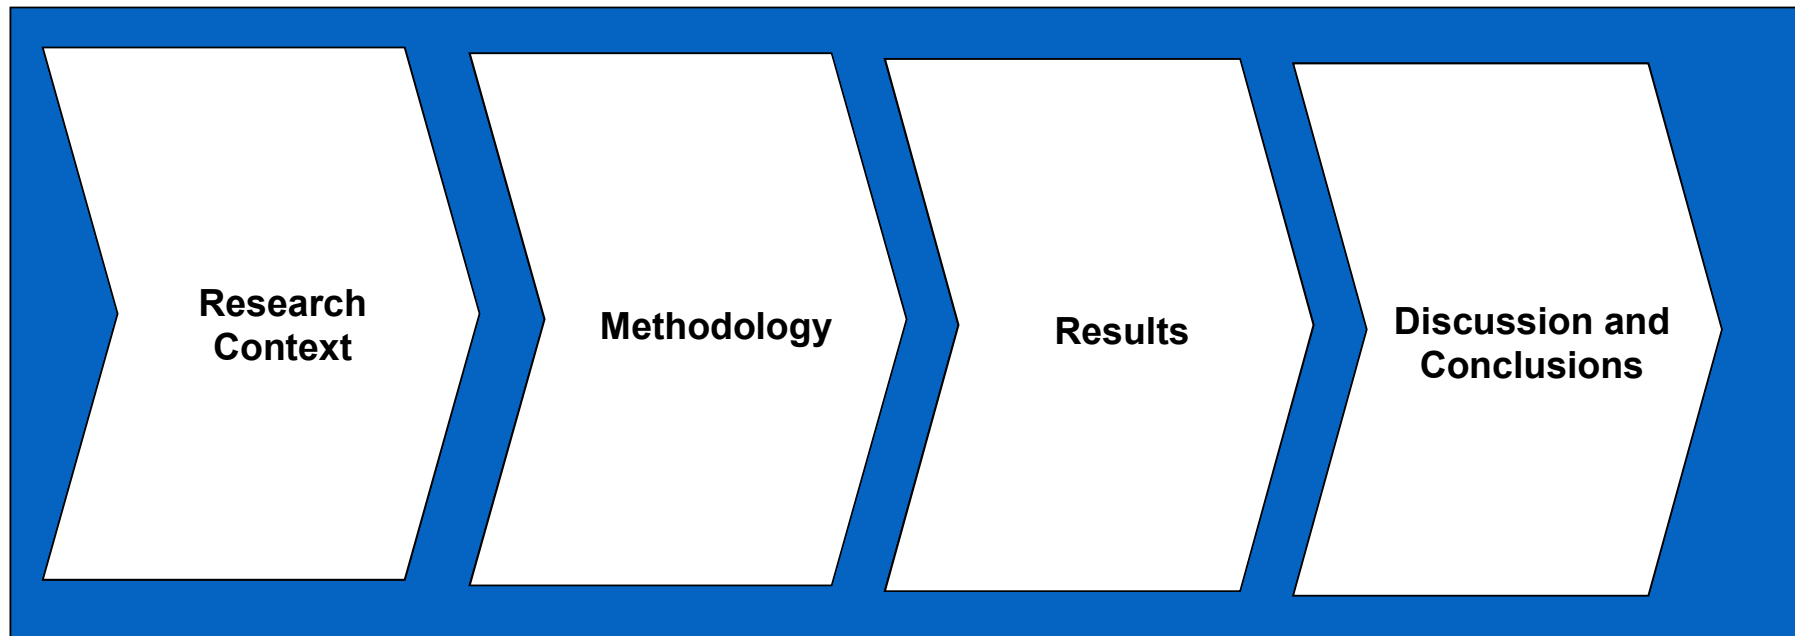 Research
Context
Methodology
Results
Discussion and
Conclusions